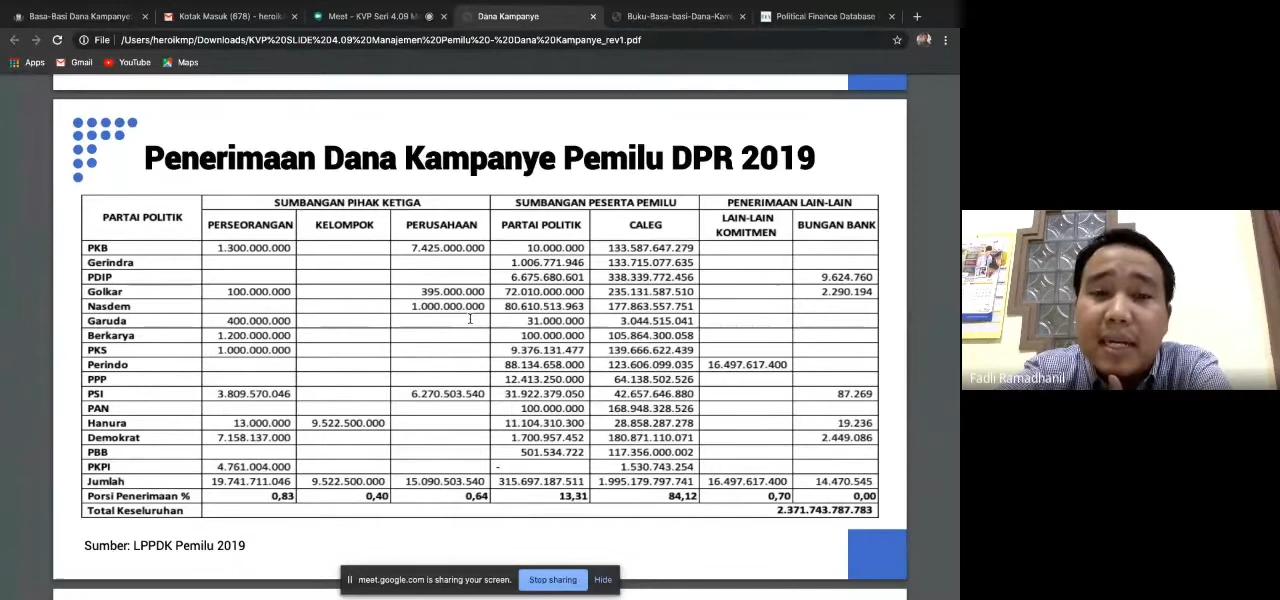 Basa-Basi Dana Kampanye
Kotak Masuk (678) - heroik
Meet - KVP Seri 4.09 M
Dana Kampanye
Buku-Basa-basi-Dana-Kam
Political Finance Database
File /Users/heroikmp/Downloads/KVP%20SLIDE%204.09%20Manajemen%20Pemilu%20-%20Dana%20Kampanye_rev1.pdf
Apps Gmail YouTube Maps
Penerimaan Dana Kampanye Pemilu DPR 2019
PARTAI POLITIK SUMBANGAN PIHAK KETIGA SUMBANGAN PESERTA PEMILU PENERIMAAN LAIN-LAIN
PERSEORANGAN KELOMPOK PERUSAHAAN PARTAI POLITIK CALEG LAIN-LAIN KOMITMEN BUNGAN BANK
PKB 1.300.000.000 7.425.000.000 10.000.000 133.587.647.279
Gerindra 1.006.771.946 133.715.077.635
PDIP 6.675.680.601 338.339.772.456 9.624.760
Golkar 100.000.000 395.000.000 72.010.000.000 235.131.587.510 2.290.194
Nasdem 1.000.000.000 80.610.513.963 177.863.557.751
Garuda 400.000.000 31.000.000 3.044.515.041
Berkarya 1.200.000.000 100.000.000 105.864.300.058
PKS 1.000.000.000 9.376.131.477 139.666.622.439
Perindo 88.134.658.000 123.606.099.035 16.497.617.400
PPP 12.413.250.000 64.138.502.526
PSI 3.809.570.046 6.270.503.540 31.922.379.050 42.657.646.880 87.269
PAN 100.000.000 168.948.328.526
Hanura 13.000.000 9.522.500.000 11.104.310.300 28.858.287.278 19.236
Demokrat 7.158.137.000 1.700.957.452 180.871.110.071 2.449.086
PBB 501.534.722 117.356.000.002
PKPI 4.761.004.000 - 1.530.743.254
Jumlah 19.741.711.046 9.522.500.000 15.090.503.540 315.697.187.511 1.995.179.797.741 16.497.617.400 14.470.545
Porsi Penerimaan % 0,83 0,40 0,64 13,31 84,12 0,70 0,00
Total Keseluruhan 2.371.743.787.783
Sumber: LPPDK Pemilu 2019
meet.google.com is sharing your screen. Stop sharing Hide
Fadli Ramadhanil